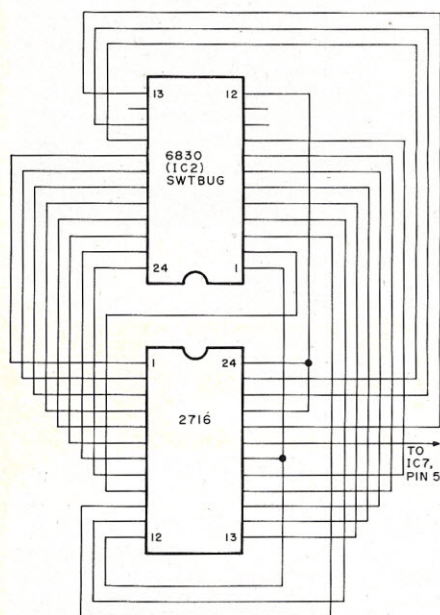 13 12
6830
(IC2)
SWTBUG
24 1
1 24
2716
TO
IC7,
PIN 5
12 13